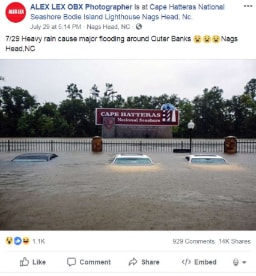 ALEX LEX
ALEX LEX OBX Photographer is at Cape Hatteras National
Seashore Bodie Island Lighthouse Nags Head, Nc.
July 29 at 5:14 PM · Nags Head, NC ·
7/29 Heavy rain cause major flooding around Outer Banks 😮😮😮Nags
Head,NC
CAPE HATTERAS
National Seashore
1.1K
929 Comments 14K Shares
Like Comment Share Embed